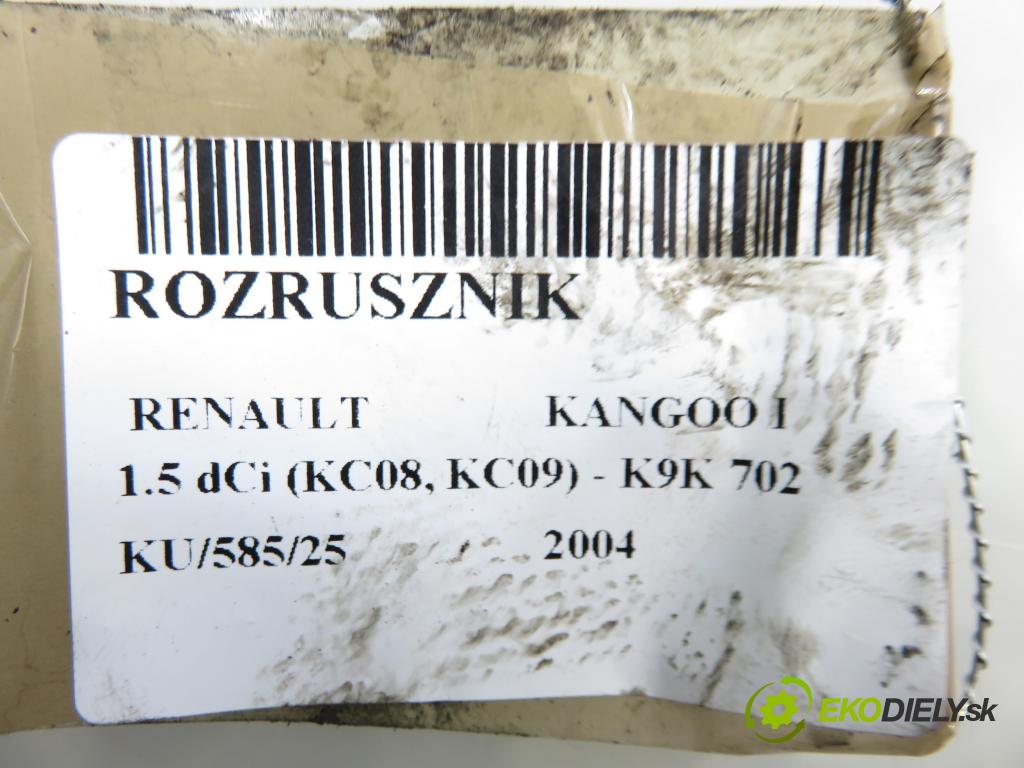 ROZRUSZNIK
RENAULT KANGOO I
1.5 dCi (KC08, KC09) - K9K 702
KU/585/25 2004
EKODIELY.sk